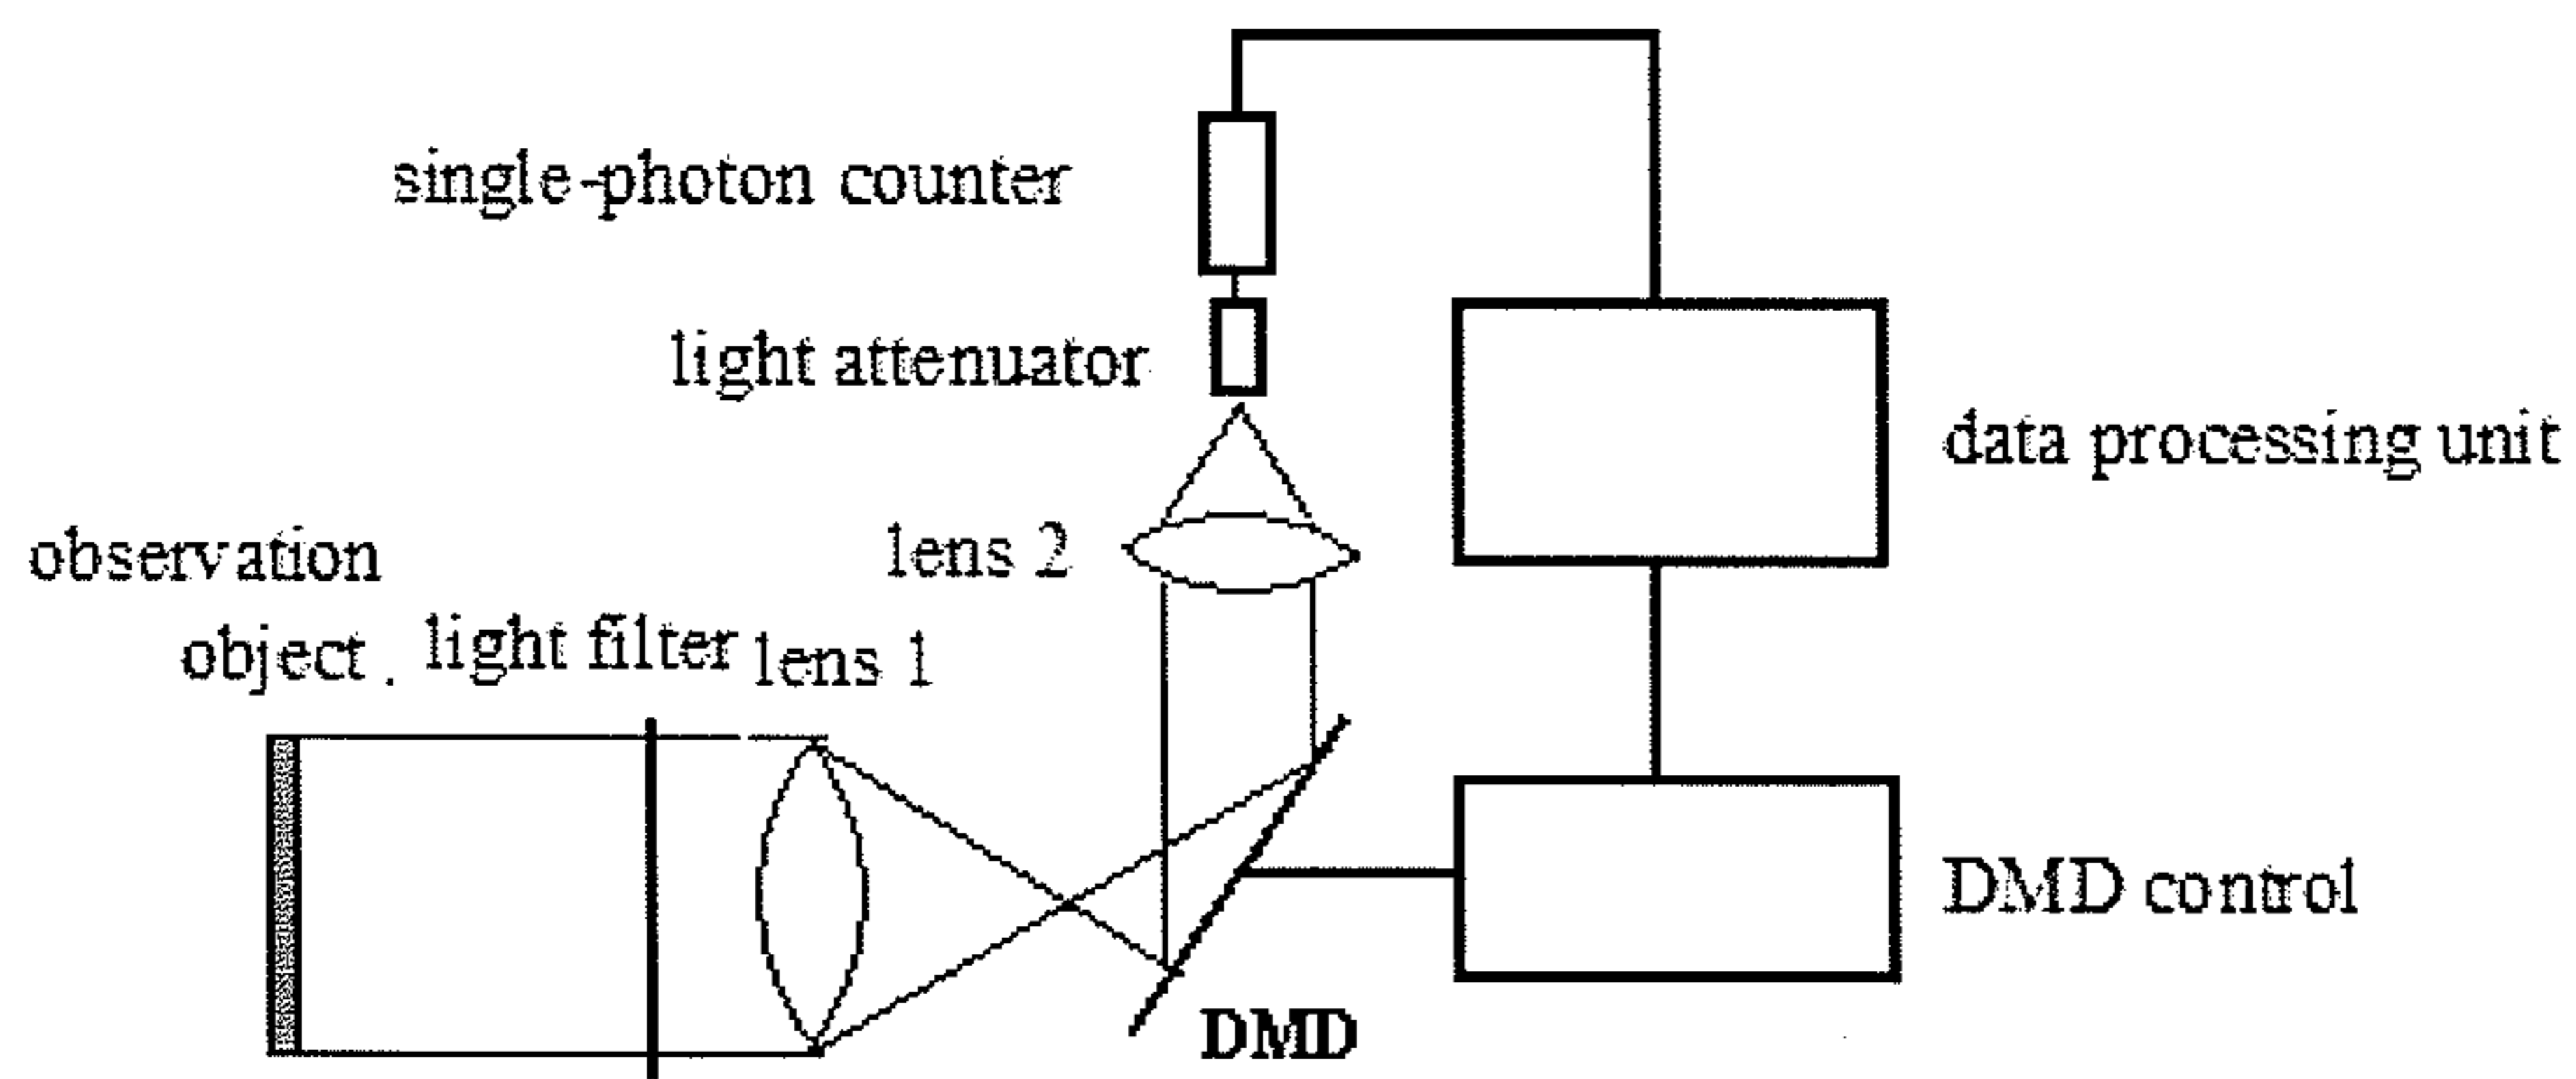 single-photon counter
light attenuator
data processing unit
lens 2
observation
object .
light filter
lens 1
DMD control
DMD